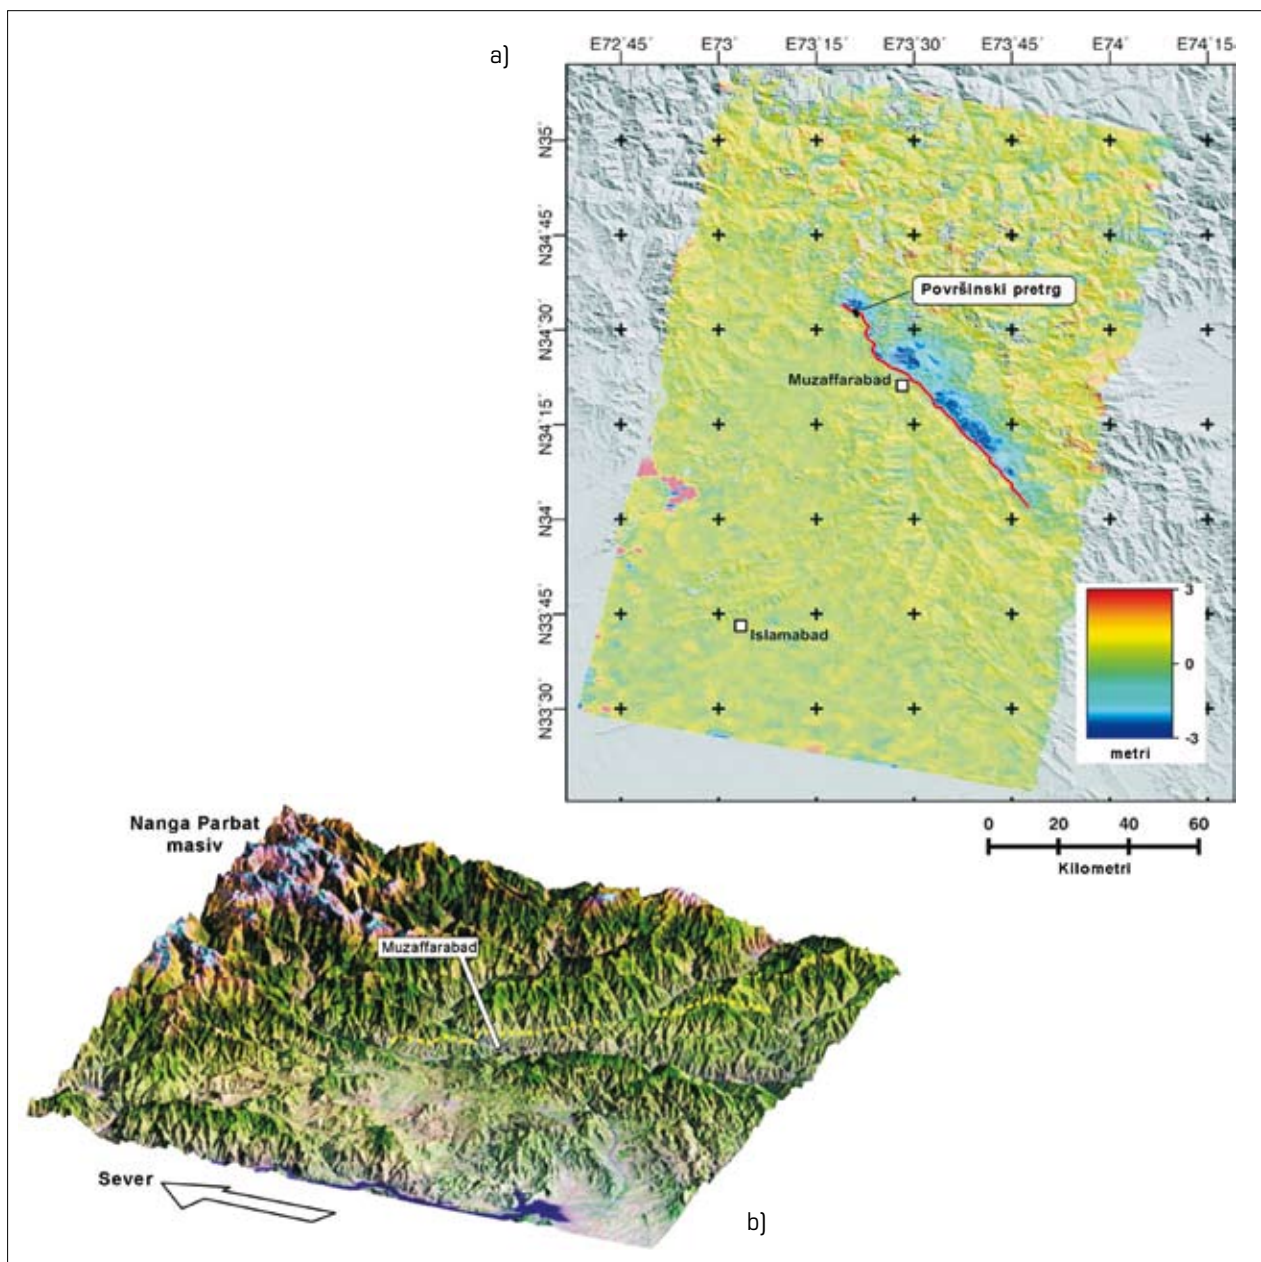 a)
E72˚45´ E73˚ E73˚15´ E73˚30´ E73˚45´ E74˚ E74˚15
N35˚
N34˚45´
N34˚30´
N34˚15´
N34˚
N33˚45´
N33˚30´
Površinski pretrg
Muzaffarabad
Islamabad
3
0
-3
metri
0 20 40 60
Kilometri
Nanga Parbat
masiv
Muzaffarabad
Sever
b)